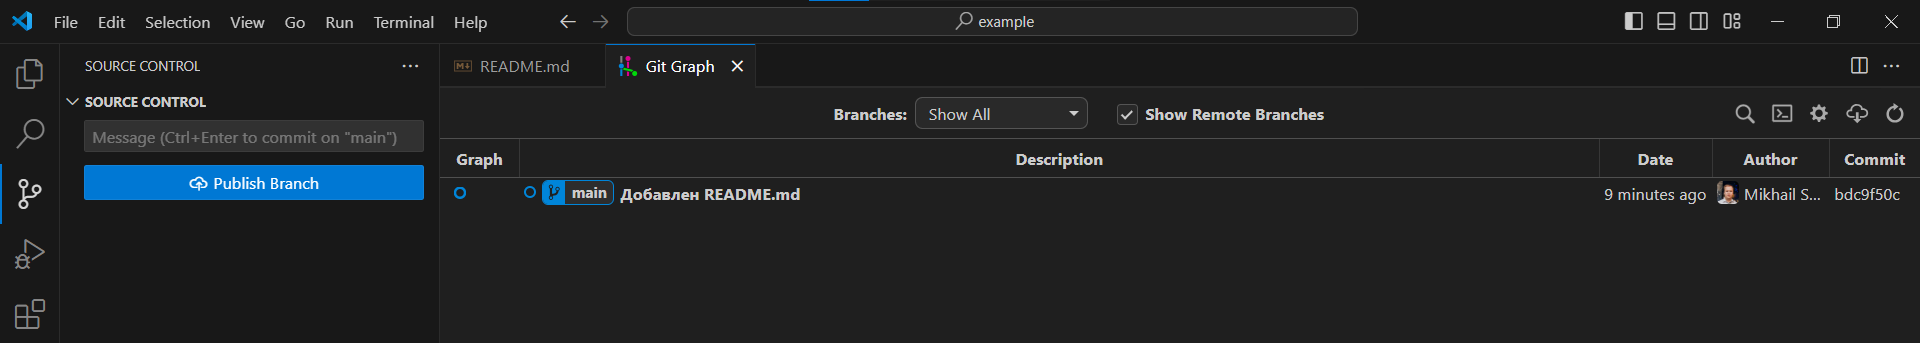 File Edit Selection View Go Run Terminal Help example
SOURCE CONTROL
README.md Git Graph
SOURCE CONTROL
Message (Ctrl+Enter to commit on "main")
Publish Branch
Branches: Show All Show Remote Branches
Graph Description Date Author Commit
main Добавлен README.md 9 minutes ago Mikhail S... bdc9f50c